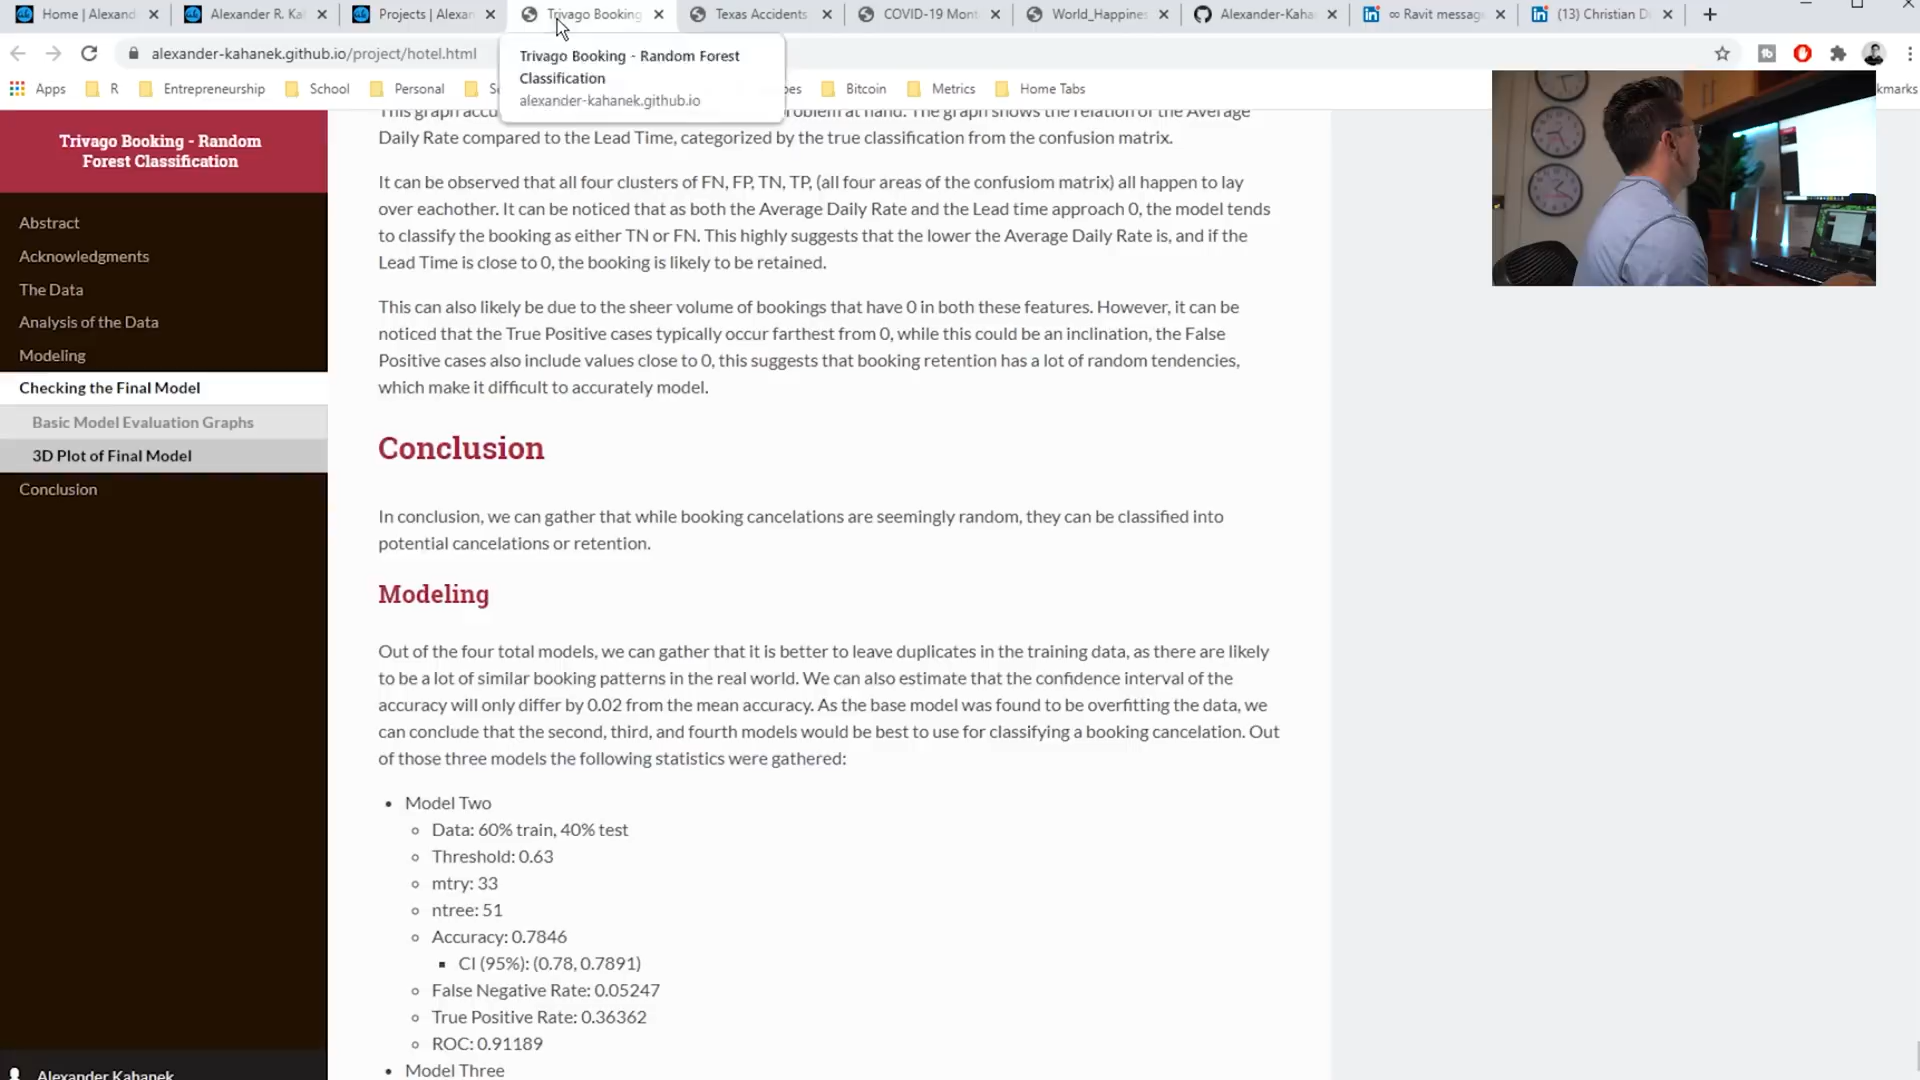 Home | Alexand
Alexander R. Ka
Projects | Alexan
Trivago Booking
Texas Accidents
COVID-19 Mon
World_Happine
Alexander-Kaha
∞ Ravit messag
(13) Christian D
alexander-kahanek.github.io/project/hotel.html
Trivago Booking - Random Forest
Classification
alexander-kahanek.github.io
Apps
R
Entrepreneurship
School
Personal
Bitcoin
Metrics
Home Tabs
Trivago Booking - Random
Forest Classification
Abstract
Acknowledgments
The Data
Analysis of the Data
Modeling
Checking the Final Model
Basic Model Evaluation Graphs
3D Plot of Final Model
Conclusion
Alexander Kahanek
This graph problem at hand. The graph shows the relation of the Average
Daily Rate compared to the Lead Time, categorized by the true classification from the confusion matrix.
It can be observed that all four clusters of FN, FP, TN, TP, (all four areas of the confusiom matrix) all happen to lay
over eachother. It can be noticed that as both the Average Daily Rate and the Lead time approach 0, the model tends
to classify the booking as either TN or FN. This highly suggests that the lower the Average Daily Rate is, and if the
Lead Time is close to 0, the booking is likely to be retained.
This can also likely be due to the sheer volume of bookings that have 0 in both these features. However, it can be
noticed that the True Positive cases typically occur farthest from 0, while this could be an inclination, the False
Positive cases also include values close to 0, this suggests that booking retention has a lot of random tendencies,
which make it difficult to accurately model.
Conclusion
In conclusion, we can gather that while booking cancelations are seemingly random, they can be classified into
potential cancelations or retention.
Modeling
Out of the four total models, we can gather that it is better to leave duplicates in the training data, as there are likely
to be a lot of similar booking patterns in the real world. We can also estimate that the confidence interval of the
accuracy will only differ by 0.02 from the mean accuracy. As the base model was found to be overfitting the data, we
can conclude that the second, third, and fourth models would be best to use for classifying a booking cancelation. Out
of those three models the following statistics were gathered:
• Model Two
Data: 60% train, 40% test
Threshold: 0.63
mtry: 33
ntree: 51
Accuracy: 0.7846
CI (95%): (0.78, 0.7891)
False Negative Rate: 0.05247
True Positive Rate: 0.36362
ROC: 0.91189
• Model Three